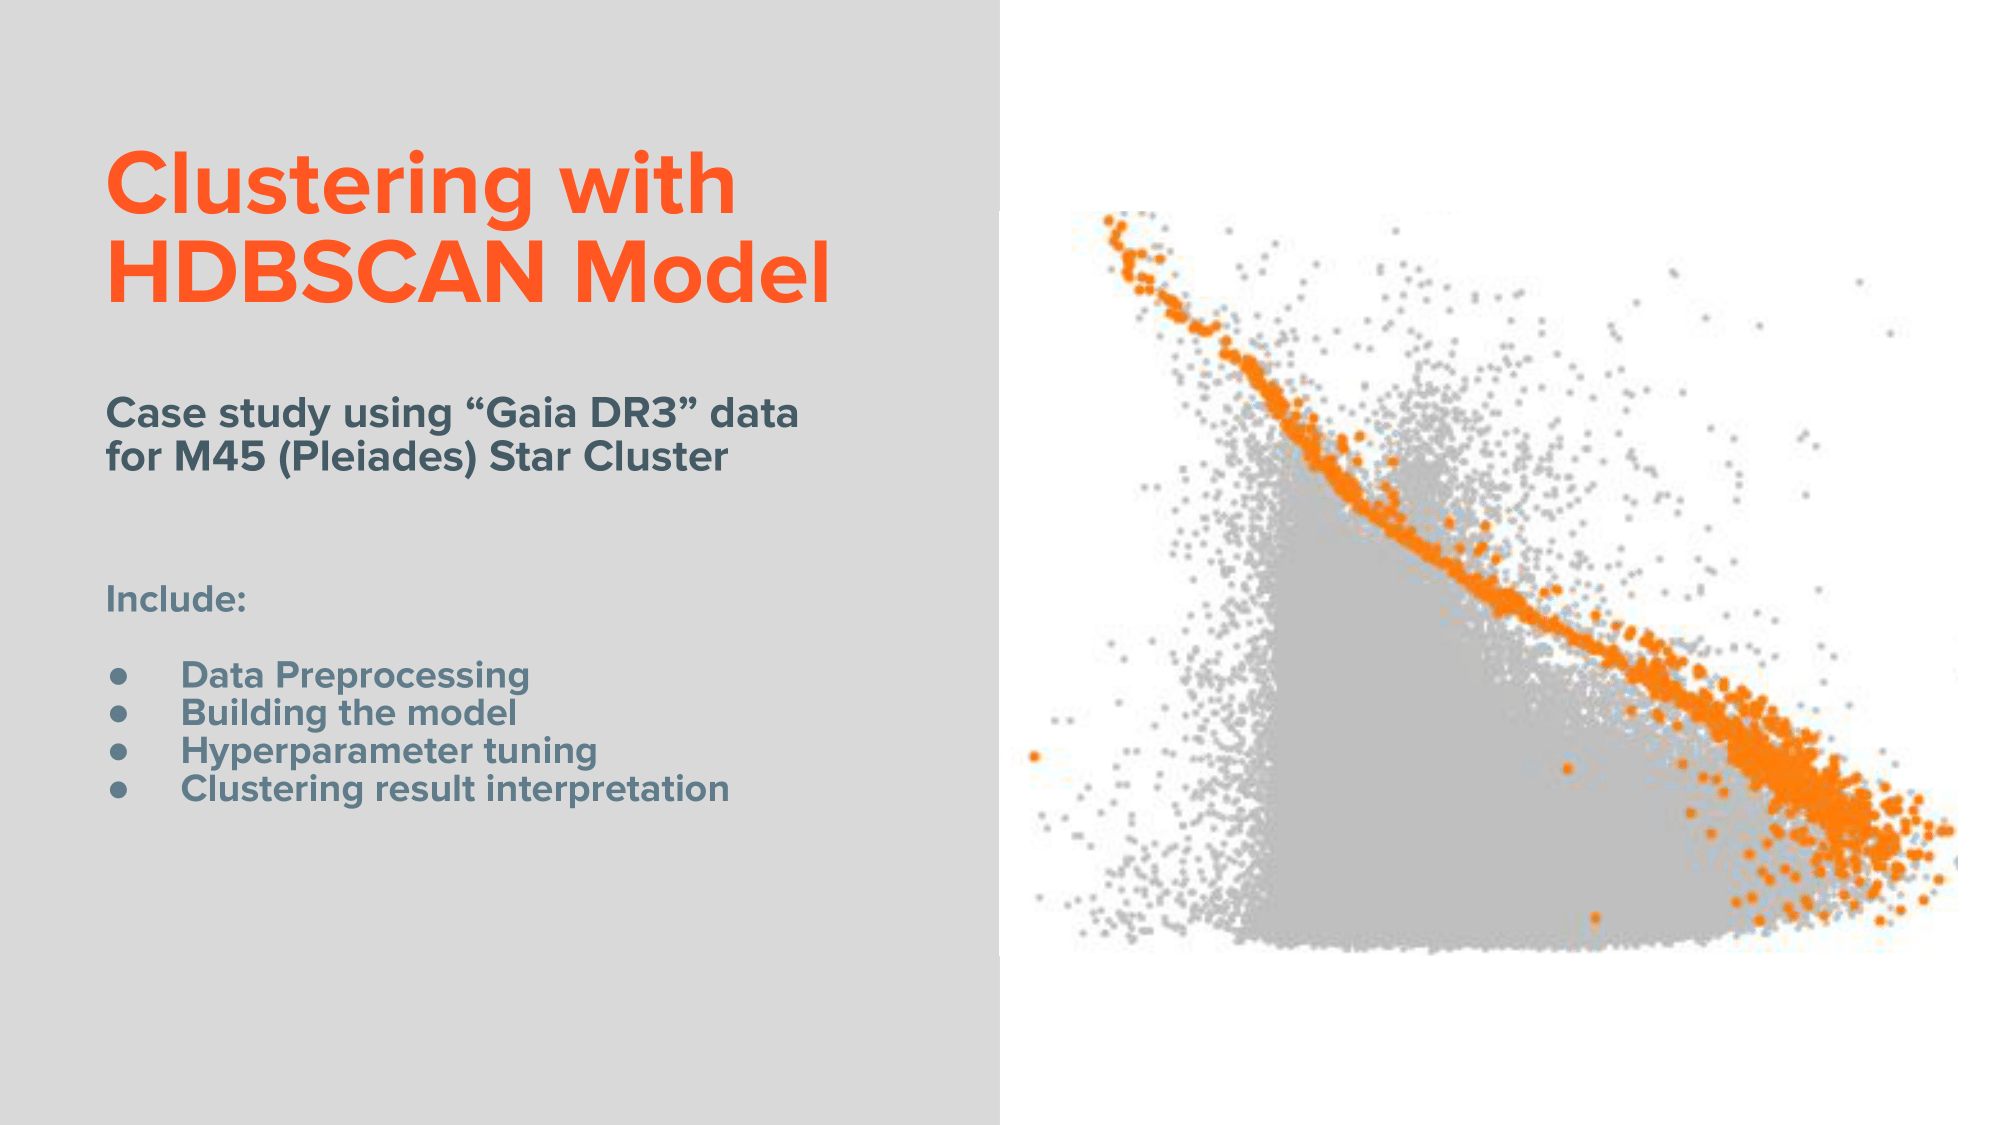 Clustering with
HDBSCAN Model
Case study using “Gaia DR3” data
for M45 (Pleiades) Star Cluster
Include:
● Data Preprocessing
● Building the model
● Hyperparameter tuning
● Clustering result interpretation